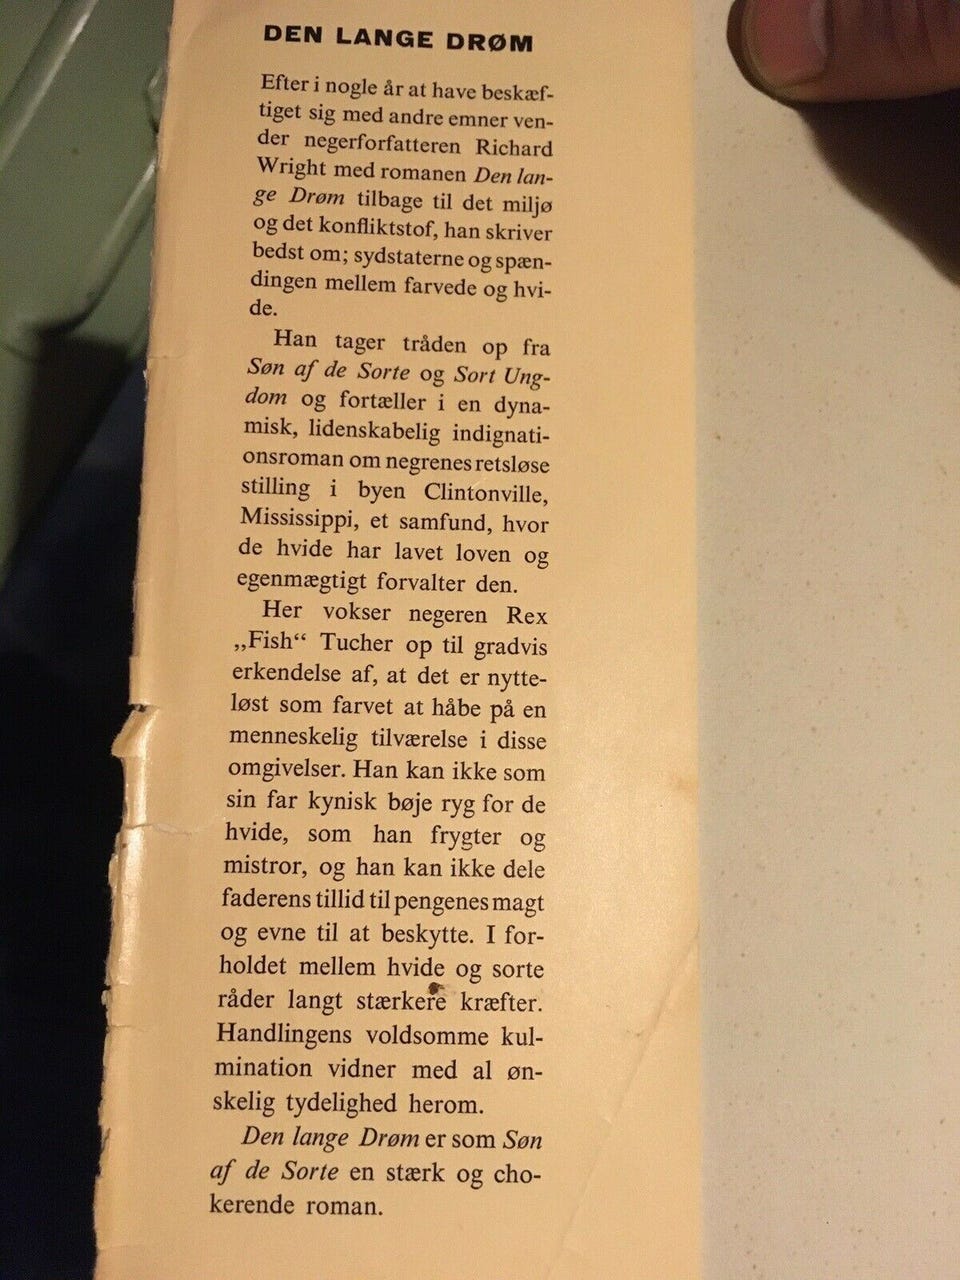 DEN LANGE DRØM
Efter i nogle år at have beskæf-
tiget sig med andre emner ven-
der negerforfatteren Richard
Wright med romanen Den lan-
ge Drøm tilbage til det miljø
og det konfliktstof, han skriver
bedst om; sydstaterne og spæn-
dingen mellem farvede og hvi-
de.
Han tager tråden op fra
Søn af de Sorte og Sort Ung-
dom og fortæller i en dyna-
misk, lidenskabelig indignati-
onsroman om negrenes retsløse
stilling i byen Clintonville,
Mississippi, et samfund, hvor
de hvide har lavet loven og
egenmægtigt forvalter den.
Her vokser negeren Rex
„Fish“ Tucher op til gradvis
erkendelse af, at det er nytte-
løst som farvet at håbe på en
menneskelig tilværelse i disse
omgivelser. Han kan ikke som
sin far kynisk bøje ryg for de
hvide, som han frygter og
mistror, og han kan ikke dele
faderens tillid til pengenes magt
og evne til at beskytte. I for-
holdet mellem hvide og sorte
råder langt stærkere kræfter.
Handlingens voldsomme kul-
mination vidner med al øn-
skelig tydelighed herom.
Den lange Drøm er som Søn
af de Sorte en stærk og cho-
kerende roman.